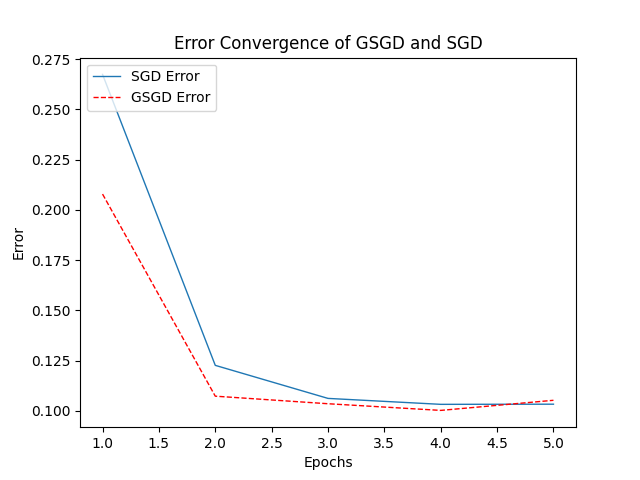 Error Convergence of GSGD and SGD
SGD Error
GSGD Error
0.275
0.250
0.225
0.200
0.175
0.150
0.125
0.100
Error
1.0 1.5 2.0 2.5 3.0 3.5 4.0 4.5 5.0
Epochs